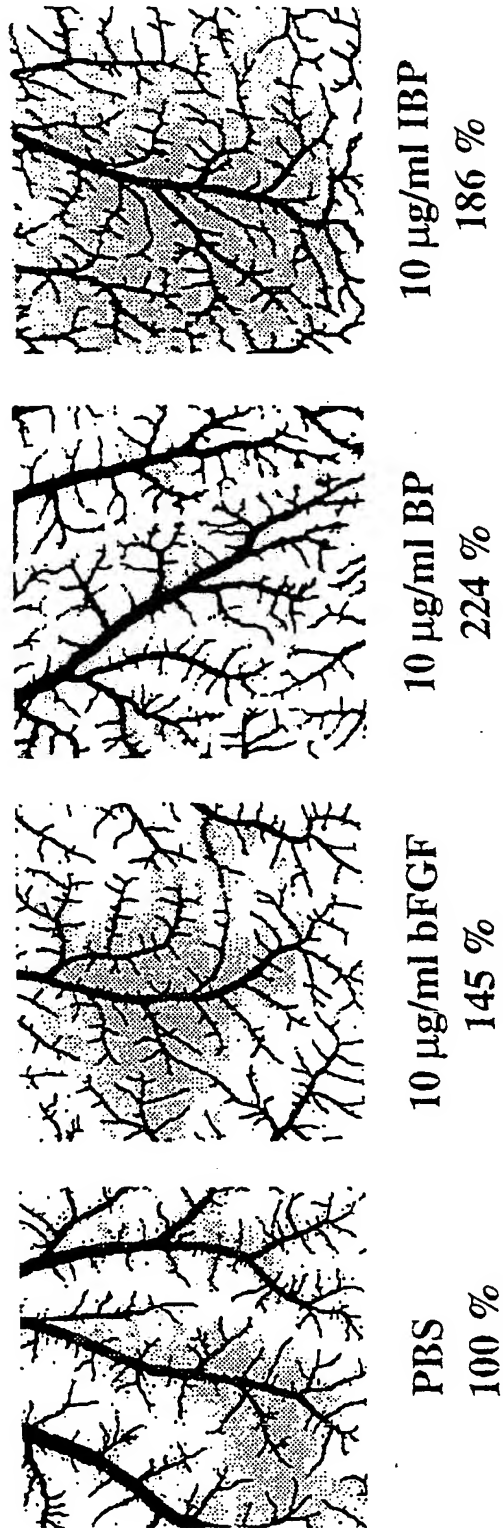 PBS
100 %
10 µg/ml bFGF
145 %
10 µg/ml BP
224 %
10 µg/ml IBP
186 %